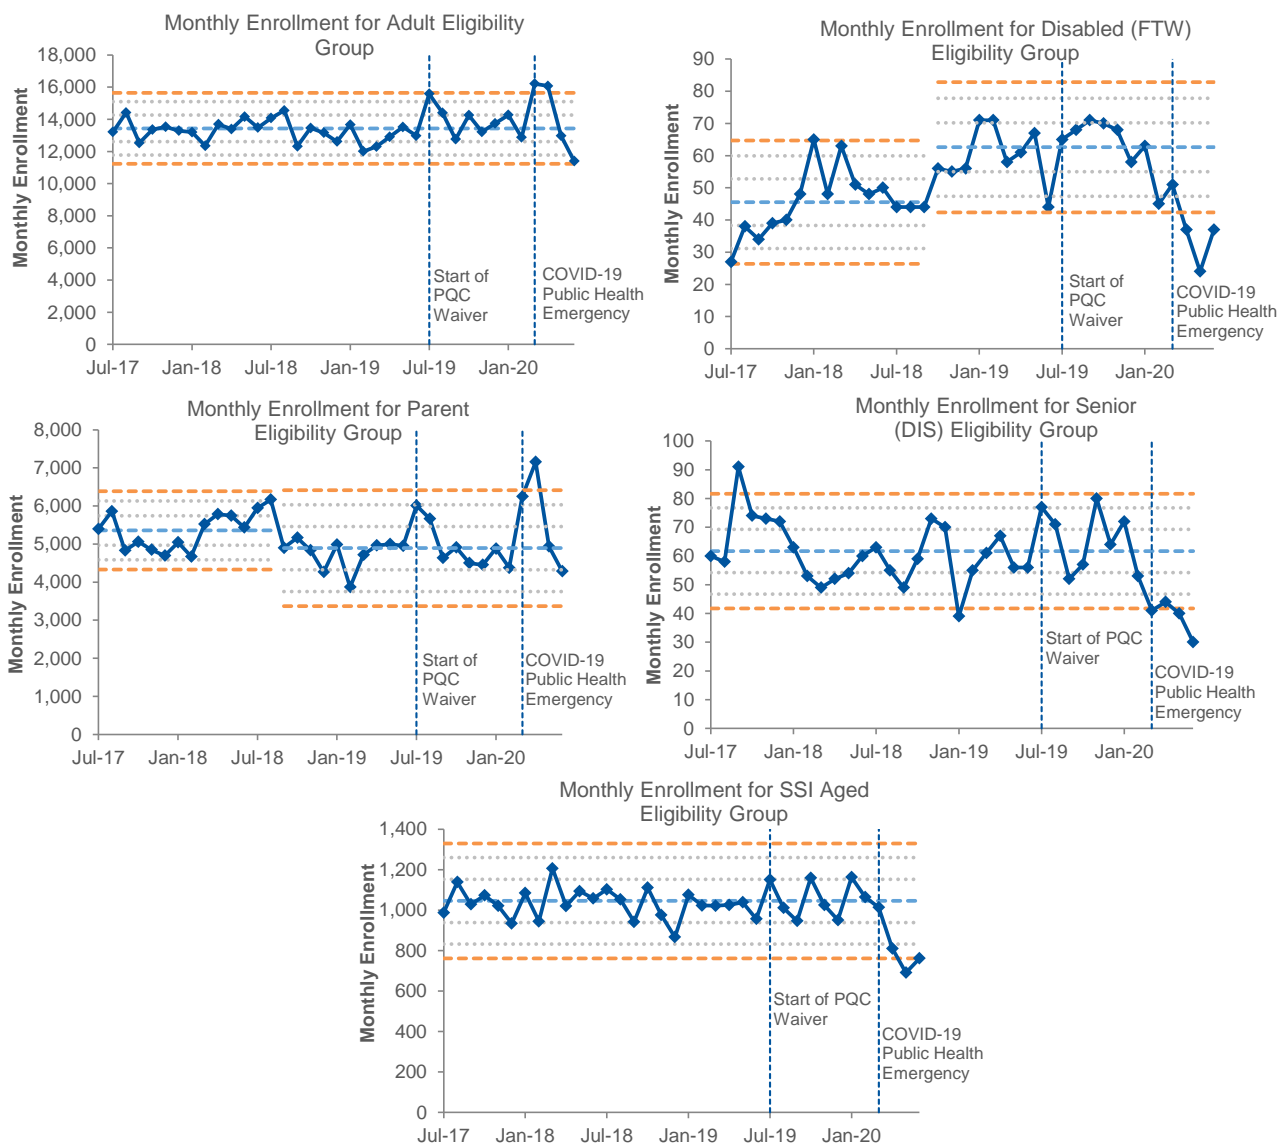 Monthly Enrollment for Adult Eligibility
Group
Monthly Enrollment
18,000
16,000
14,000
12,000
10,000
8,000
6,000
4,000
2,000
0
Start of
PQC
Waiver
COVID-19
Public Health
Emergency
Jul-17 Jan-18 Jul-18 Jan-19 Jul-19 Jan-20
Monthly Enrollment for Disabled (FTW)
Eligibility Group
Monthly Enrollment
90
80
70
60
50
40
30
20
10
0
Start of
PQC
Waiver
COVID-19
Public Health
Emergency
Jul-17 Jan-18 Jul-18 Jan-19 Jul-19 Jan-20
Monthly Enrollment for Parent
Eligibility Group
Monthly Enrollment
8,000
7,000
6,000
5,000
4,000
3,000
2,000
1,000
0
Start of
PQC
Waiver
COVID-19
Public Health
Emergency
Jul-17 Jan-18 Jul-18 Jan-19 Jul-19 Jan-20
Monthly Enrollment for Senior
(DIS) Eligibility Group
Monthly Enrollment
100
90
80
70
60
50
40
30
20
10
0
Start of PQC
Waiver
COVID-19
Public Health
Emergency
Jul-17 Jan-18 Jul-18 Jan-19 Jul-19 Jan-20
Monthly Enrollment for SSI Aged
Eligibility Group
Monthly Enrollment
1,400
1,200
1,000
800
600
400
200
0
Start of PQC
Waiver
COVID-19
Public Health
Emergency
Jul-17 Jan-18 Jul-18 Jan-19 Jul-19 Jan-20